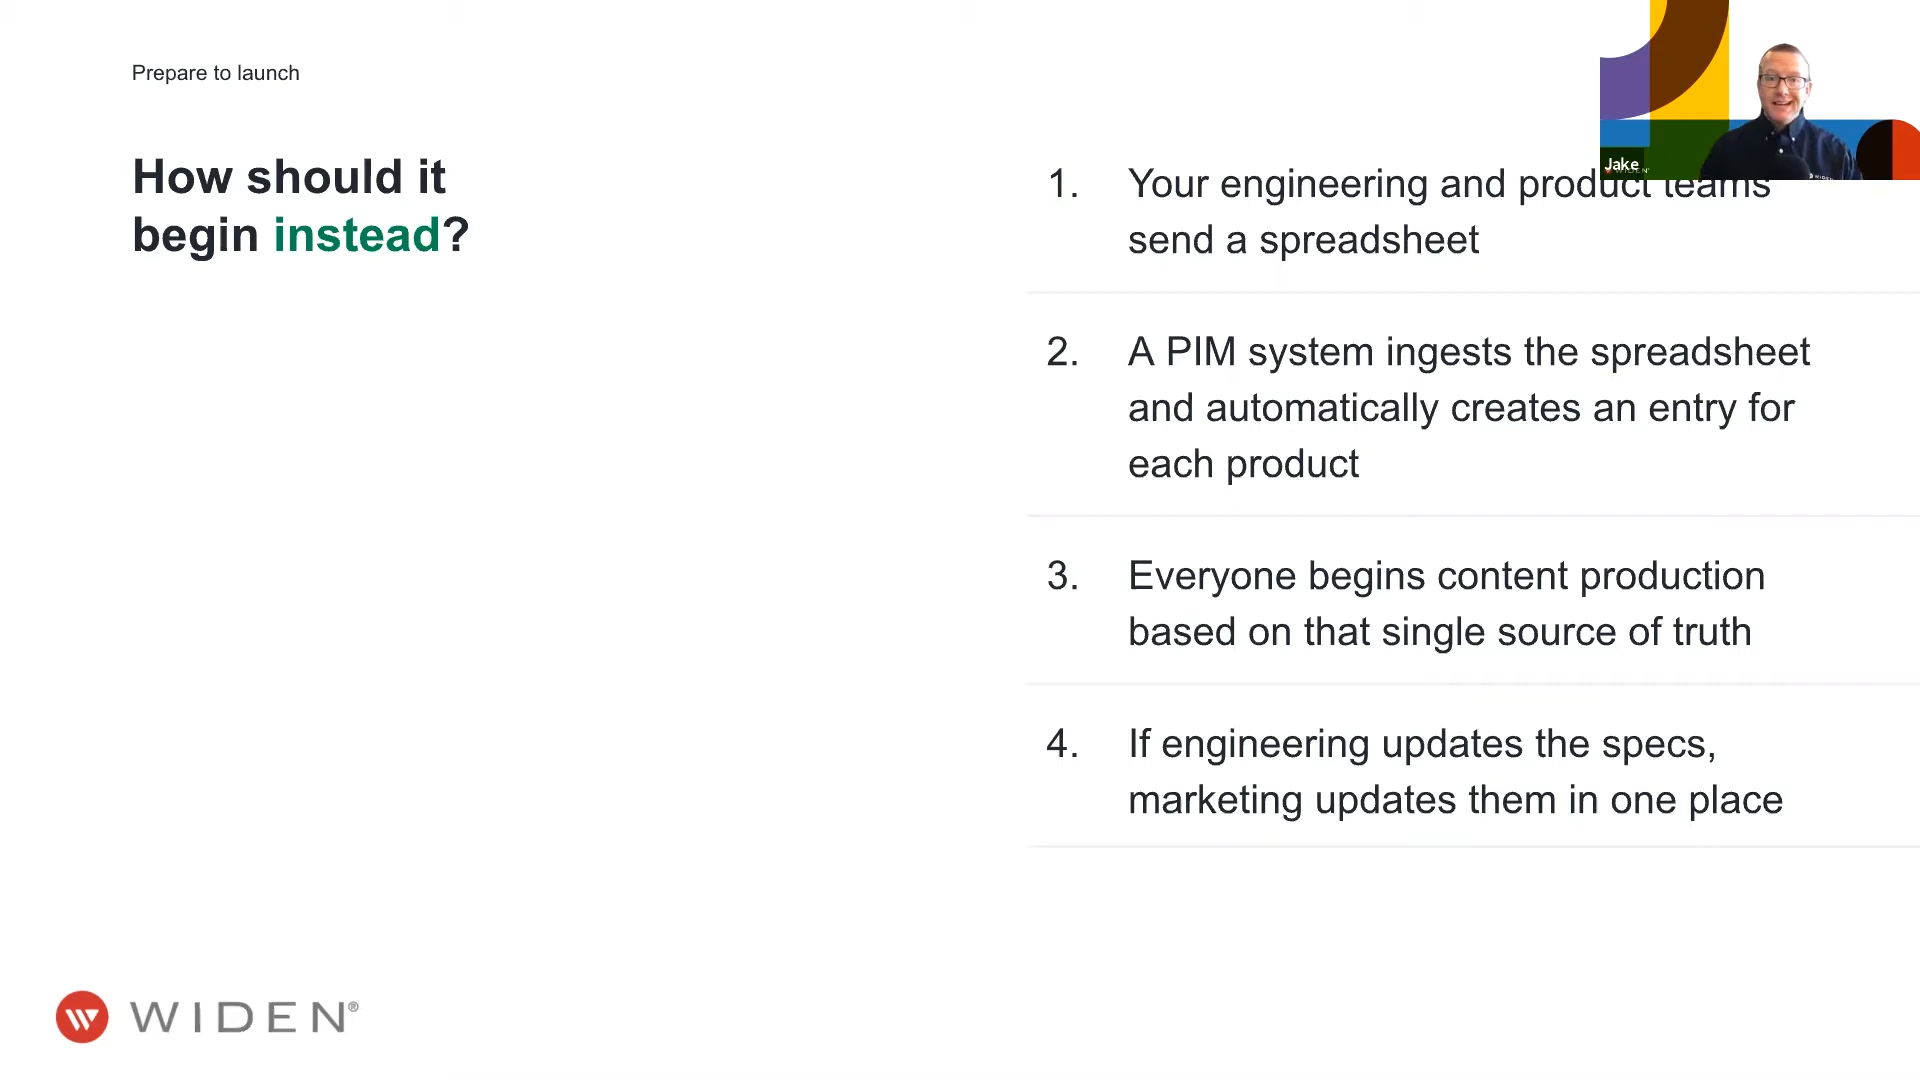 Prepare to launch
How should it
begin instead?
Jake
WIDEN
WIDEN
1. Your engineering and product teams
send a spreadsheet
2. A PIM system ingests the spreadsheet
and automatically creates an entry for
each product
3. Everyone begins content production
based on that single source of truth
4. If engineering updates the specs,
marketing updates them in one place
WIDEN®